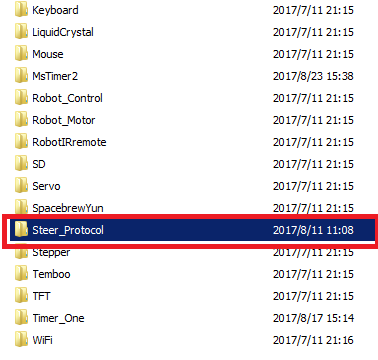 Keyboard 2017/7/11 21:15
LiquidCrystal 2017/7/11 21:15
Mouse 2017/7/11 21:15
MsTimer2 2017/8/23 15:38
Robot_Control 2017/7/11 21:15
Robot_Motor 2017/7/11 21:15
RobotIRremote 2017/7/11 21:15
SD 2017/7/11 21:15
Servo 2017/7/11 21:15
SpacebrewYun 2017/7/11 21:15
Steer_Protocol 2017/8/11 11:08
Stepper 2017/7/11 21:15
Temboo 2017/7/11 21:15
TFT 2017/7/11 21:15
Timer_One 2017/8/17 15:14
WiFi 2017/7/11 21:16